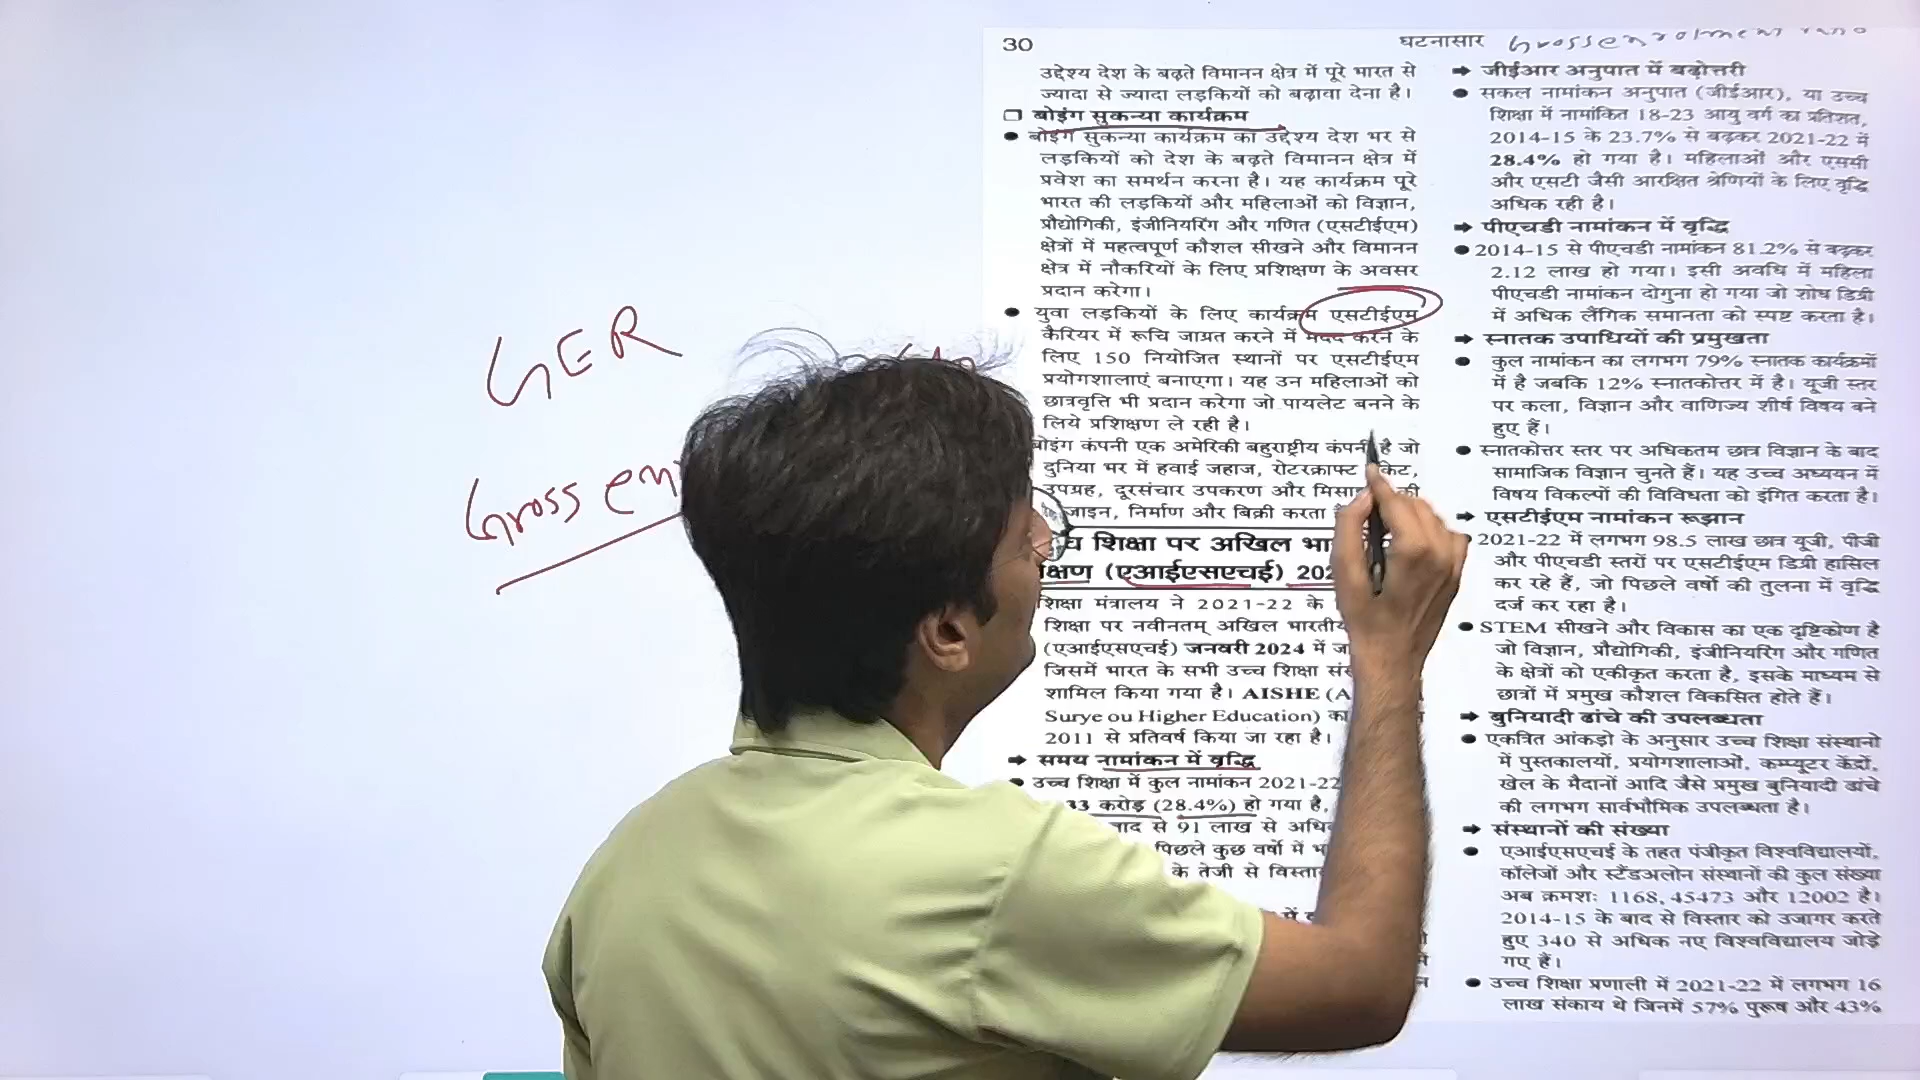 GER
Gross en
30
घटनासार Gross enrolment ratio
उद्देश्य देश के बढ़ते विमानन क्षेत्र में पूरे भारत से
ज्यादा से ज्यादा लड़कियों को बढ़ावा देना है।
❑ बोइंग सुकन्या कार्यक्रम
● बोइंग सुकन्या कार्यक्रम का उद्देश्य देश भर से
लड़कियों को देश के बढ़ते विमानन क्षेत्र में
प्रवेश का समर्थन करना है। यह कार्यक्रम पूरे
भारत की लड़कियों और महिलाओं को विज्ञान,
प्रौद्योगिकी, इंजीनियरिंग और गणित (एसटीईएम)
क्षेत्रों में महत्वपूर्ण कौशल सीखने और विमानन
क्षेत्र में नौकरियों के लिए प्रशिक्षण के अवसर
प्रदान करेगा।
● युवा लड़कियों के लिए कार्यक्रम एसटीईएम
कैरियर में रूचि जाग्रत करने में मदद करने के
लिए 150 नियोजित स्थानों पर एसटीईएम
प्रयोगशालाएं बनाएगा। यह उन महिलाओं को
छात्रवृत्ति भी प्रदान करेगा जो पायलेट बनने के
लिये प्रशिक्षण ले रही है।
बोइंग कंपनी एक अमेरिकी बहुराष्ट्रीय कंपनी है जो
दुनिया भर में हवाई जहाज, रोटरक्राफ्ट केट,
उपग्रह, दूरसंचार उपकरण और मिसा की
जाइन, निर्माण और बिक्री करता
च शिक्षा पर अखिल भा
क्षण (एआईएसएचई) 202
शिक्षा मंत्रालय ने 2021-22 के
शिक्षा पर नवीनतम् अखिल भारतीय
(एआईएसएचई) जनवरी 2024 में ज
जिसमें भारत के सभी उच्च शिक्षा संस
शामिल किया गया है। AISHE (A
Surye ou Higher Education) का
2011 से प्रतिवर्ष किया जा रहा है।
➡ समय नामांकन में वृद्धि
● उच्च शिक्षा में कुल नामांकन 2021-22
33 करोड़ (28.4%) हो गया है,
बाद से 91 लाख से अधि
पिछले कुछ वर्षों में भ
के तेजी से विस्ता
➡ जीईआर अनुपात में बढ़ोत्तरी
● सकल नामांकन अनुपात (जीईआर), या उच्च
शिक्षा में नामांकित 18-23 आयु वर्ग का प्रतिशत,
2014-15 के 23.7% से बढ़कर 2021-22 में
28.4% हो गया है। महिलाओं और एससी
और एसटी जैसी आरक्षित श्रेणियों के लिए वृद्धि
अधिक रही है।
➡ पीएचडी नामांकन में वृद्धि
● 2014-15 से पीएचडी नामांकन 81.2% से बढ़कर
2.12 लाख हो गया। इसी अवधि में महिला
पीएचडी नामांकन दोगुना हो गया जो शोध डिग्री
में अधिक लैंगिक समानता को स्पष्ट करता है।
➡ स्नातक उपाधियों की प्रमुखता
● कुल नामांकन का लगभग 79% स्नातक कार्यक्रमों
में है जबकि 12% स्नातकोत्तर में है। यूजी स्तर
पर कला, विज्ञान और वाणिज्य शीर्ष विषय बने
हुए हैं।
● स्नातकोत्तर स्तर पर अधिकतम छात्र विज्ञान के बाद
सामाजिक विज्ञान चुनते हैं। यह उच्च अध्ययन में
विषय विकल्पों की विविधता को इंगित करता है।
➡ एसटीईएम नामांकन रूझान
2021-22 में लगभग 98.5 लाख छात्र यूजी, पीजी
और पीएचडी स्तरों पर एसटीईएम डिग्री हासिल
कर रहे हैं, जो पिछले वर्षो की तुलना में वृद्धि
दर्ज कर रहा है।
● STEM सीखने और विकास का एक दृष्टिकोण है
जो विज्ञान, प्रौद्योगिकी, इंजीनियरिंग और गणित
के क्षेत्रों को एकीकृत करता है, इसके माध्यम से
छात्रों में प्रमुख कौशल विकसित होते हैं।
➡ बुनियादी ढांचे की उपलब्धता
● एकत्रित आंकड़ो के अनुसार उच्च शिक्षा संस्थानो
में पुस्तकालयों, प्रयोगशालाओं, कम्प्यूटर केंद्रों,
खेल के मैदानों आदि जैसे प्रमुख बुनियादी ढांचे
की लगभग सार्वभौमिक उपलब्धता है।
➡ संस्थानों की संख्या
● एआईएसएचई के तहत पंजीकृत विश्वविद्यालयों,
कॉलेजों और स्टैंडअलोन संस्थानों की कुल संख्या
अब क्रमशः 1168, 45473 और 12002 है।
2014-15 के बाद से विस्तार को उजागर करते
हुए 340 से अधिक नए विश्वविद्यालय जोड़े
गए हैं।
● उच्च शिक्षा प्रणाली में 2021-22 में लगभग 16
लाख संकाय थे जिनमें 57% पुरूष और 43%